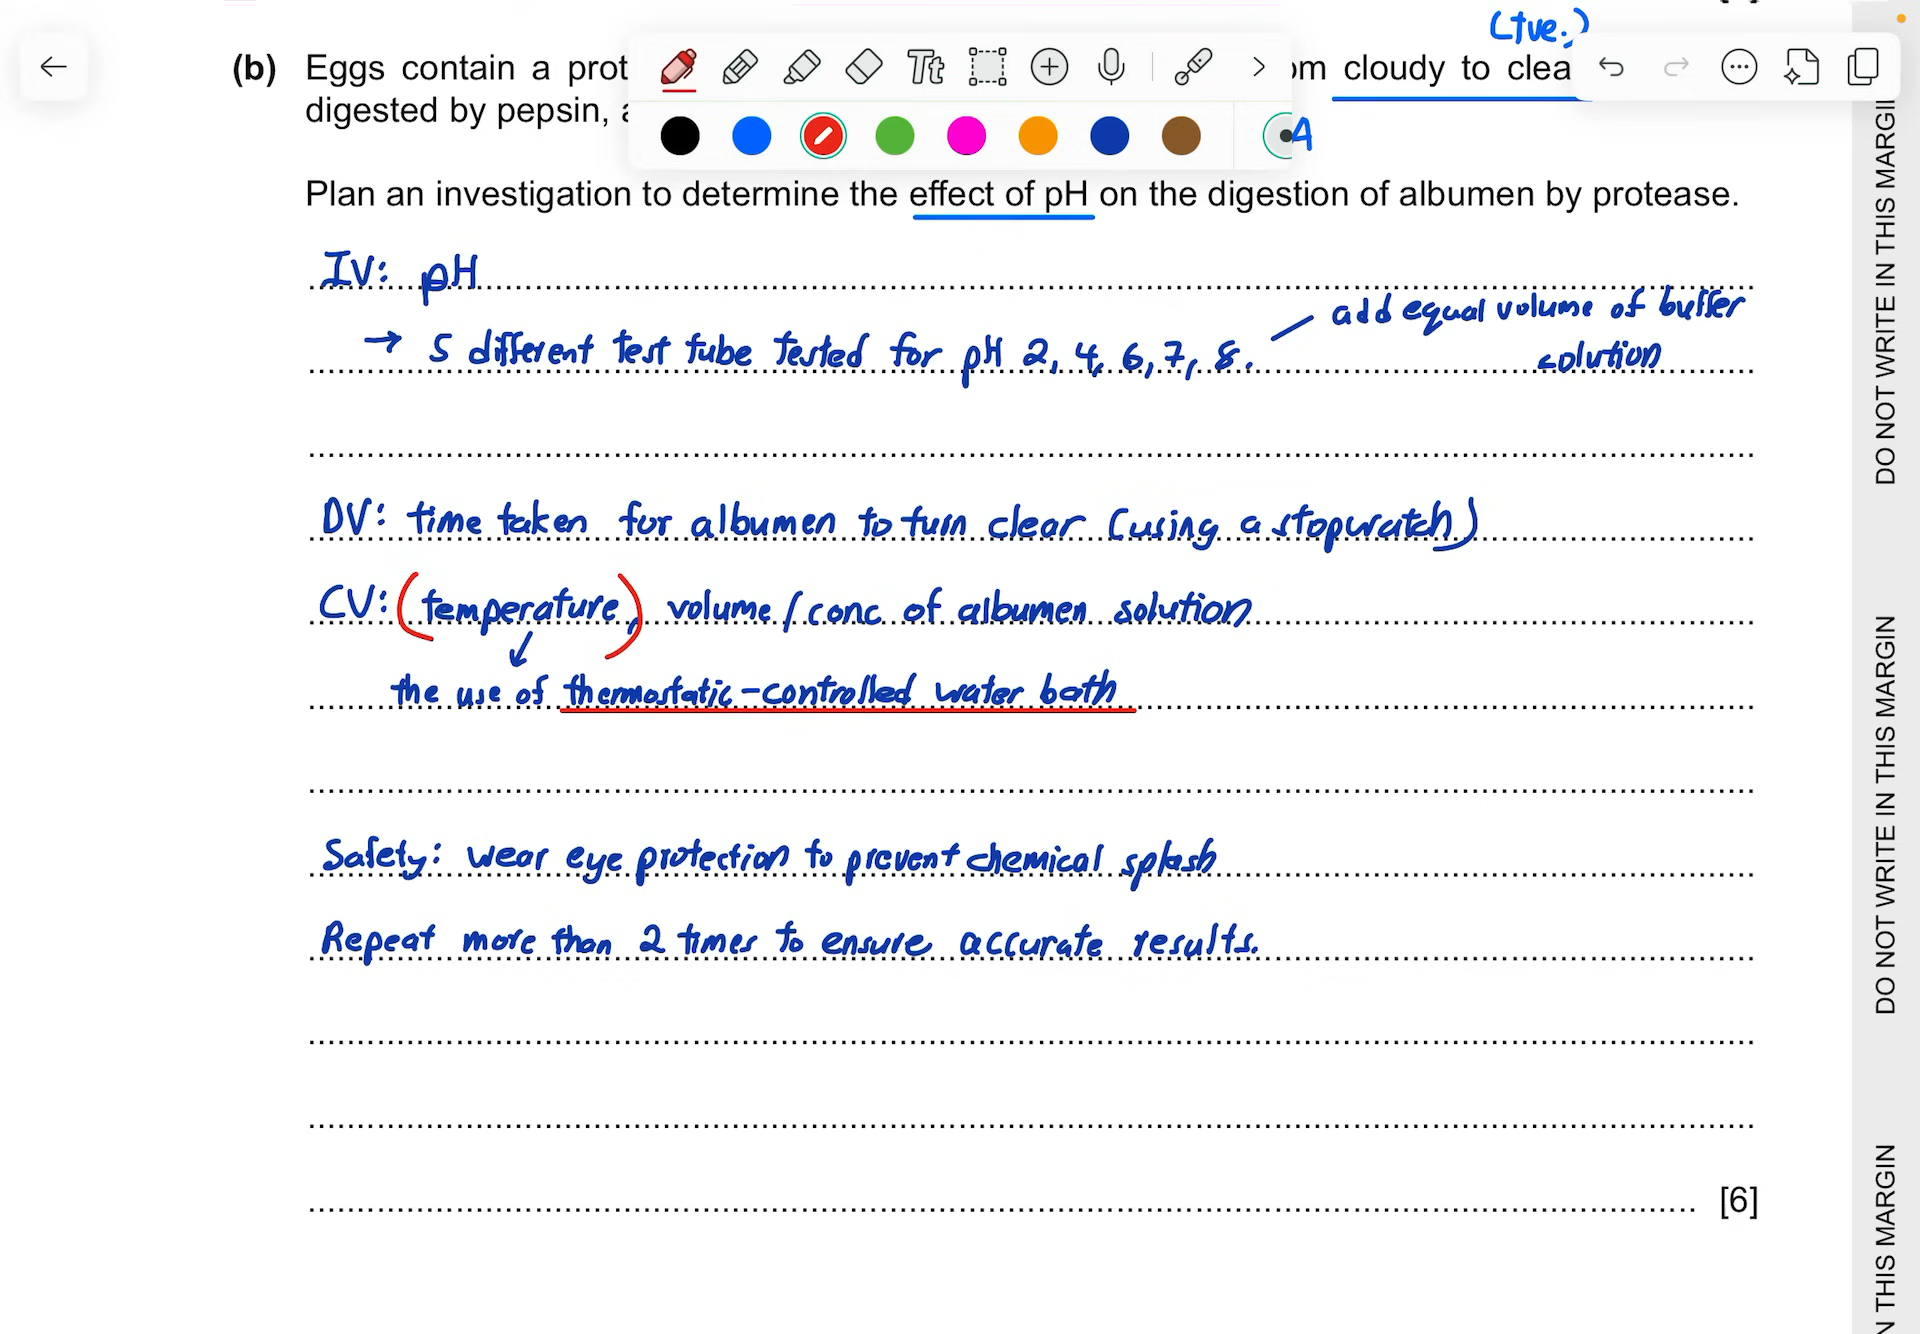 (+ve:)
(b) Eggs contain a prot om cloudy to clea
digested by pepsin, a
Tt
A
Plan an investigation to determine the effect of pH on the digestion of albumen by protease.
IV: pH
add equal volume of buffer
→ 5 different test tube tested for pH 2, 4, 6, 7, 8.
solution
DV: time taken for albumen to turn clear (using a stopwatch)
CV: (temperature,) volume / conc. of albumen solution
the use of thermostatic-controlled water bath
Safety: wear eye protection to prevent chemical splash
Repeat more than 2 times to ensure accurate results.
[6]
DO NOT WRITE IN THIS MARGIN
DO NOT WRITE IN THIS MARGIN
N THIS MARGIN